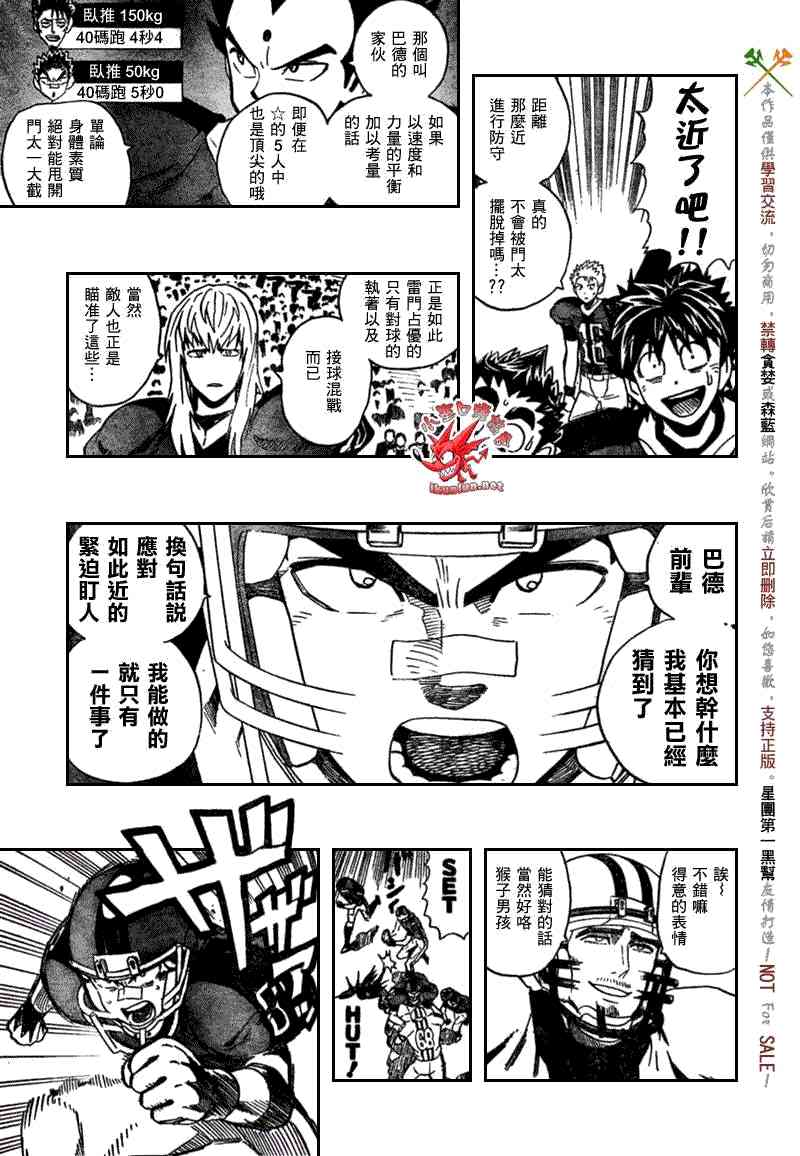 那個叫
巴德的
家伙
如果
以速度和
力量的平衡
加以考量
的話
即便在
☆的5人中
也是頂尖的哦
臥推 150kg
40碼跑 4秒4
臥推 50kg
40碼跑 5秒0
單論
身體素質
絕對能甩開
門太一大截
太近了吧!!
距離
那麼近
進行防守
真的
不會被門太
擺脫掉嗎…??
16
正是如此
雷門占優的
只有對球的
執著以及
接球混戰
而已
當然
敵人也正是
瞄准了這些…
巴德
前輩
你想幹什麼
我基本已經
猜到了
換句話說
應對
如此近的
緊迫盯人
我能做的
就只有
一件事了
誒~
不錯嘛
得意的表情
能猜對的話
當然好咯
猴子男孩
SET
HUT!
68
本作品僅供學習交流，切勿商用，禁轉貪婪或森藍網站。欣賞后請立即刪除，如您喜歡，支持正版。星團第一黑幫友情打造！NOT For SALE！